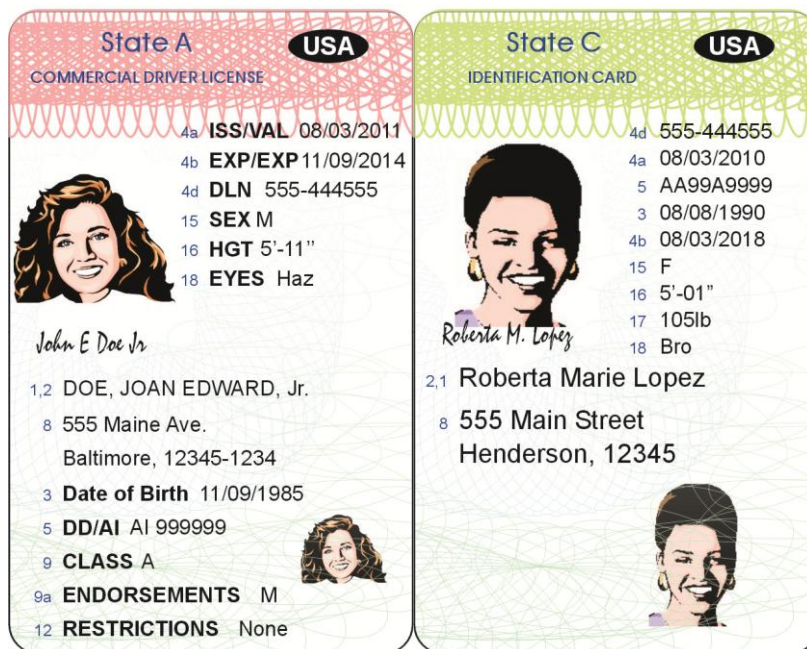 State A
USA
COMMERCIAL DRIVER LICENSE
4a ISS/VAL 08/03/2011
4b EXP/EXP 11/09/2014
4d DLN 555-444555
15 SEX M
16 HGT 5'-11"
18 EYES Haz
John E Doe Jr
1,2 DOE, JOAN EDWARD, Jr.
8 555 Maine Ave.
Baltimore, 12345-1234
3 Date of Birth 11/09/1985
5 DD/AI AI 999999
9 CLASS A
9a ENDORSEMENTS M
12 RESTRICTIONS None
State C
USA
IDENTIFICATION CARD
4d 555-444555
4a 08/03/2010
5 AA99A9999
3 08/08/1990
4b 08/03/2018
15 F
16 5'-01"
17 105lb
18 Bro
Roberta M. Lopez
2,1 Roberta Marie Lopez
8 555 Main Street
Henderson, 12345